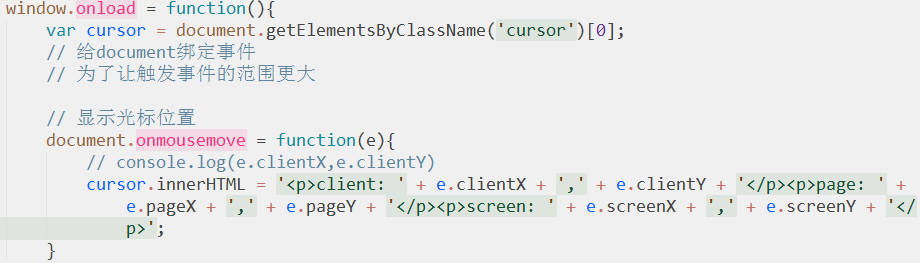 window.onload = function(){
    var cursor = document.getElementsByClassName('cursor')[0];
    // 给document绑定事件
    // 为了让触发事件的范围更大

    // 显示光标位置
    document.onmousemove = function(e){
        // console.log(e.clientX,e.clientY)
        cursor.innerHTML = '<p>client: ' + e.clientX + ',' + e.clientY + '</p><p>page: ' +
            e.pageX + ',' + e.pageY + '</p><p>screen: ' + e.screenX + ',' + e.screenY + '</
            p>';
    }